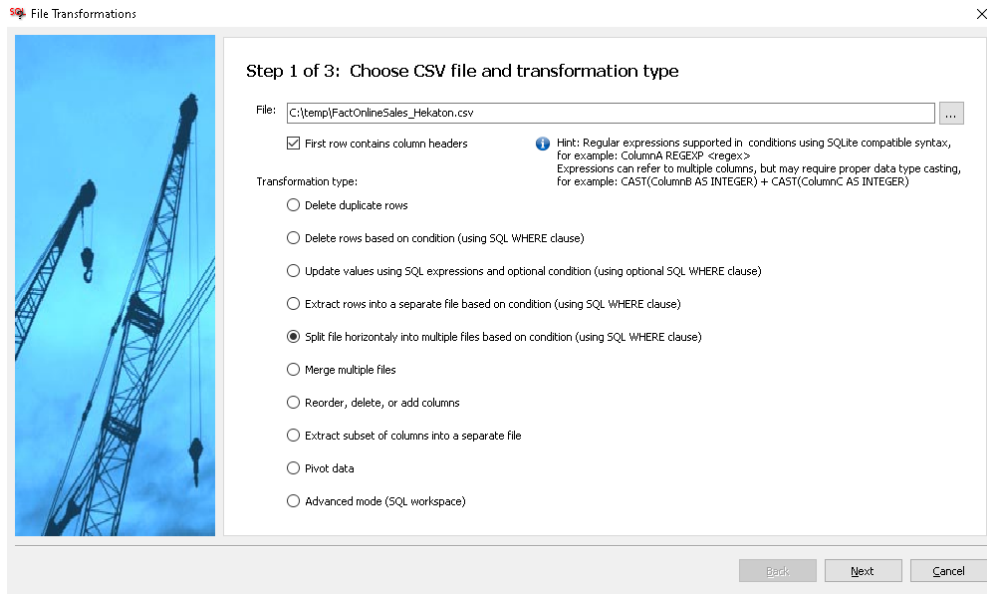 SQL File Transformations
Step 1 of 3: Choose CSV file and transformation type
File: C:\temp\FactOnlineSales_Hekaton.csv ...
First row contains column headers
Hint: Regular expressions supported in conditions using SQLite compatible syntax,
for example: ColumnA REGEXP <regex>
Expressions can refer to multiple columns, but may require proper data type casting,
for example: CAST(ColumnB AS INTEGER) + CAST(ColumnC AS INTEGER)
Transformation type:
Delete duplicate rows
Delete rows based on condition (using SQL WHERE clause)
Update values using SQL expressions and optional condition (using optional SQL WHERE clause)
Extract rows into a separate file based on condition (using SQL WHERE clause)
Split file horizontaly into multiple files based on condition (using SQL WHERE clause)
Merge multiple files
Reorder, delete, or add columns
Extract subset of columns into a separate file
Pivot data
Advanced mode (SQL workspace)
Back Next Cancel